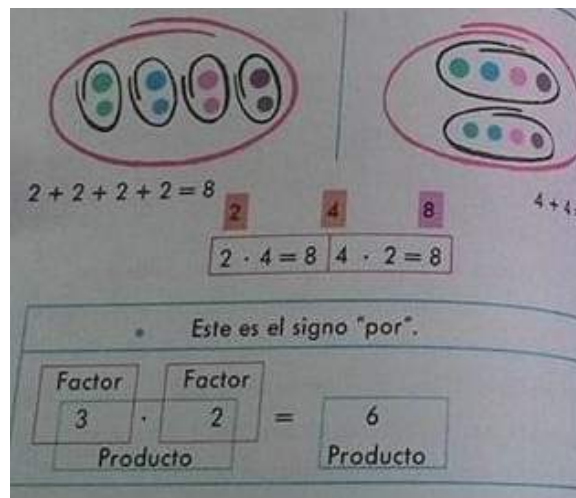 2 + 2 + 2 + 2 = 8
4 + 4
2 4 8
2 · 4 = 8 4 · 2 = 8
· Este es el signo "por".
Factor Factor
3 · 2 = 6
Producto Producto